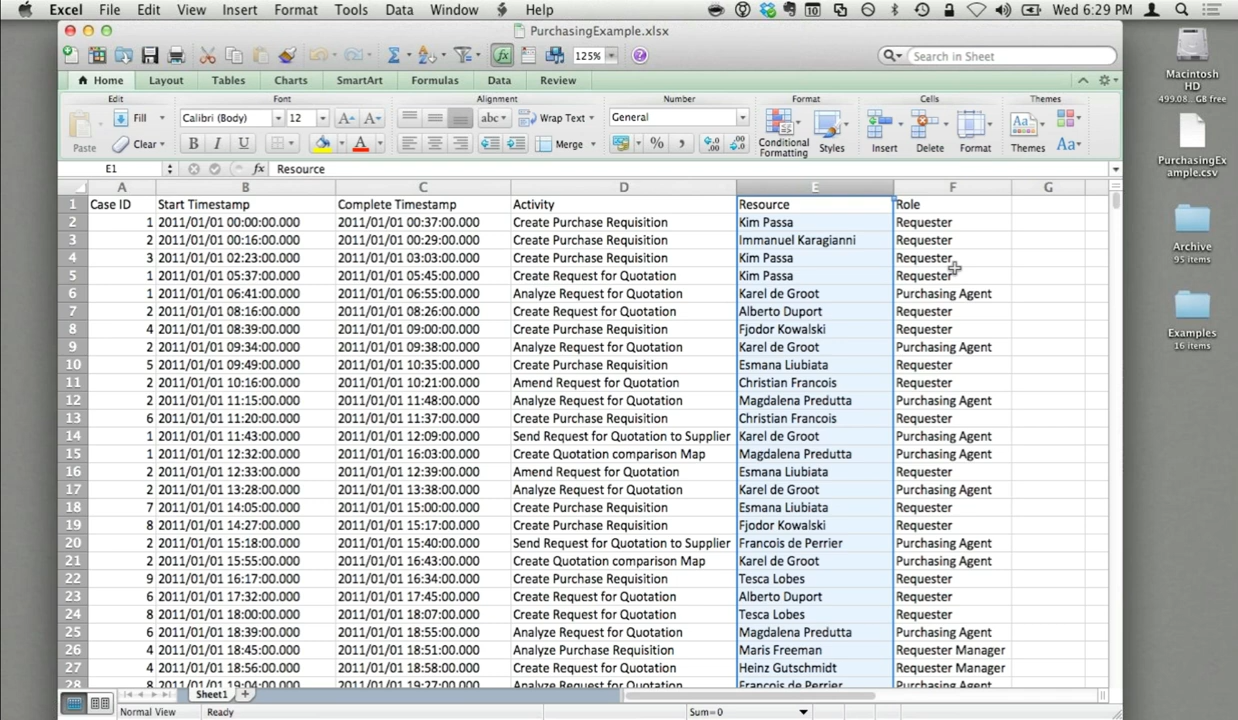 Excel File Edit View Insert Format Tools Data Window Help Wed 6:29 PM
PurchasingExample.xlsx
125% Search in Sheet
Home Layout Tables Charts SmartArt Formulas Data Review
Edit Font Alignment Number Format Cells Themes
Fill Calibri (Body) 12 abc Wrap Text General
Paste Clear B I U Merge % Conditional Formatting Styles Insert Delete Format Themes Aa
E1 fx Resource
A B C D E F G
1 Case ID Start Timestamp Complete Timestamp Activity Resource Role
2 1 2011/01/01 00:00:00.000 2011/01/01 00:37:00.000 Create Purchase Requisition Kim Passa Requester
3 2 2011/01/01 00:16:00.000 2011/01/01 00:29:00.000 Create Purchase Requisition Immanuel Karagianni Requester
4 3 2011/01/01 02:23:00.000 2011/01/01 03:03:00.000 Create Purchase Requisition Kim Passa Requester
5 1 2011/01/01 05:37:00.000 2011/01/01 05:45:00.000 Create Request for Quotation Kim Passa Requester
6 1 2011/01/01 06:41:00.000 2011/01/01 06:55:00.000 Analyze Request for Quotation Karel de Groot Purchasing Agent
7 2 2011/01/01 08:16:00.000 2011/01/01 08:26:00.000 Create Request for Quotation Alberto Duport Requester
8 4 2011/01/01 08:39:00.000 2011/01/01 09:00:00.000 Create Purchase Requisition Fjodor Kowalski Requester
9 2 2011/01/01 09:34:00.000 2011/01/01 09:38:00.000 Analyze Request for Quotation Karel de Groot Purchasing Agent
10 5 2011/01/01 09:49:00.000 2011/01/01 10:35:00.000 Create Purchase Requisition Esmana Liubiata Requester
11 2 2011/01/01 10:16:00.000 2011/01/01 10:21:00.000 Amend Request for Quotation Christian Francois Requester
12 2 2011/01/01 11:15:00.000 2011/01/01 11:48:00.000 Analyze Request for Quotation Magdalena Predutta Purchasing Agent
13 6 2011/01/01 11:20:00.000 2011/01/01 11:37:00.000 Create Purchase Requisition Christian Francois Requester
14 1 2011/01/01 11:43:00.000 2011/01/01 12:09:00.000 Send Request for Quotation to Supplier Karel de Groot Purchasing Agent
15 1 2011/01/01 12:32:00.000 2011/01/01 16:03:00.000 Create Quotation comparison Map Magdalena Predutta Purchasing Agent
16 2 2011/01/01 12:33:00.000 2011/01/01 12:39:00.000 Amend Request for Quotation Esmana Liubiata Requester
17 2 2011/01/01 13:28:00.000 2011/01/01 13:38:00.000 Analyze Request for Quotation Karel de Groot Purchasing Agent
18 7 2011/01/01 14:05:00.000 2011/01/01 15:00:00.000 Create Purchase Requisition Esmana Liubiata Requester
19 8 2011/01/01 14:27:00.000 2011/01/01 15:17:00.000 Create Purchase Requisition Fjodor Kowalski Requester
20 2 2011/01/01 15:18:00.000 2011/01/01 15:40:00.000 Send Request for Quotation to Supplier Francois de Perrier Purchasing Agent
21 2 2011/01/01 15:55:00.000 2011/01/01 16:43:00.000 Create Quotation comparison Map Karel de Groot Purchasing Agent
22 9 2011/01/01 16:17:00.000 2011/01/01 16:34:00.000 Create Purchase Requisition Tesca Lobes Requester
23 6 2011/01/01 17:32:00.000 2011/01/01 17:45:00.000 Create Request for Quotation Alberto Duport Requester
24 8 2011/01/01 18:00:00.000 2011/01/01 18:07:00.000 Create Request for Quotation Tesca Lobes Requester
25 6 2011/01/01 18:39:00.000 2011/01/01 18:55:00.000 Analyze Request for Quotation Magdalena Predutta Purchasing Agent
26 4 2011/01/01 18:45:00.000 2011/01/01 18:51:00.000 Analyze Purchase Requisition Maris Freeman Requester Manager
27 4 2011/01/01 18:56:00.000 2011/01/01 18:58:00.000 Create Request for Quotation Heinz Gutschmidt Requester Manager
28 8 2011/01/01 19:04:00.000 2011/01/01 19:27:00.000 Analyze Request for Quotation Francois de Perrier Purchasing Agent
Sheet1
Normal View Ready Sum=0
Macintosh
HD
499.08... GB free
PurchasingEx
ample.csv
Archive
95 items
Examples
16 items